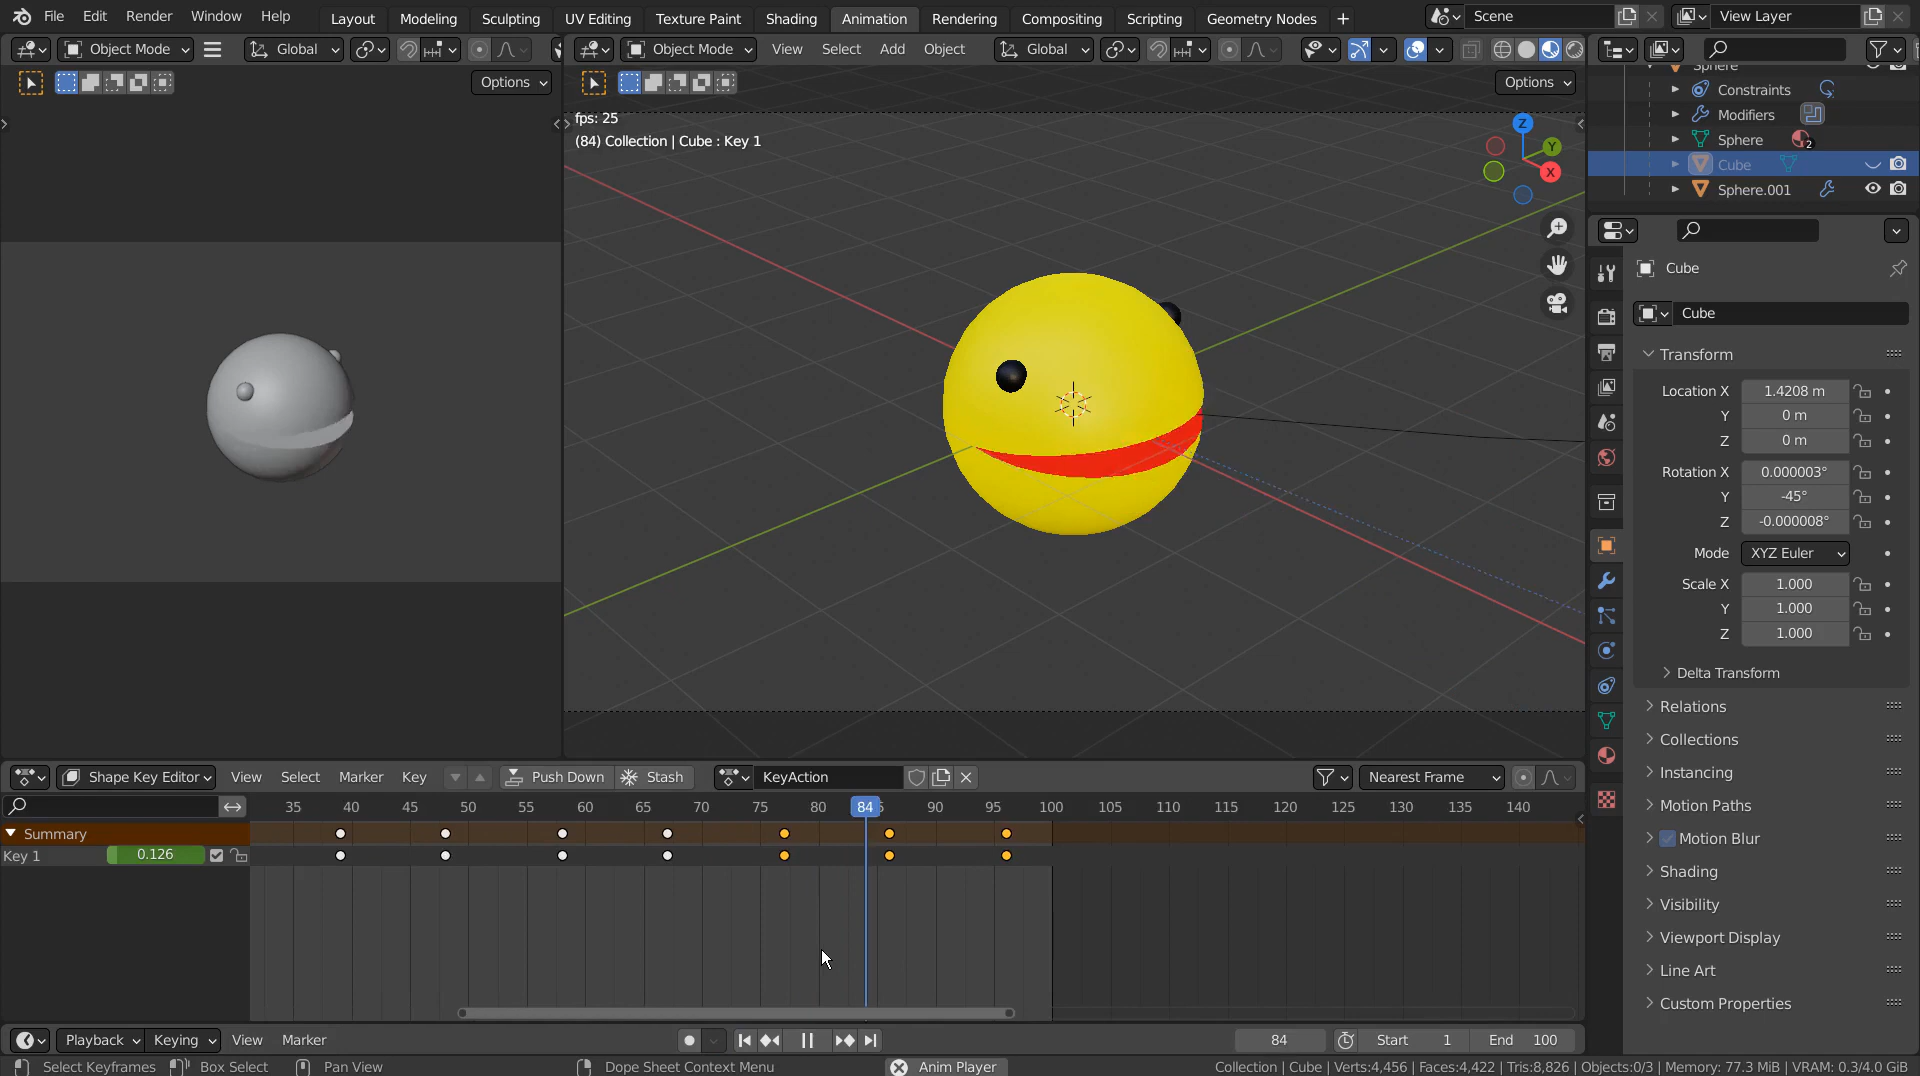 File Edit Render Window Help Layout Modeling Sculpting UV Editing Texture Paint Shading Animation Rendering Compositing Scripting Geometry Nodes + Scene View Layer
Object Mode Global Object Mode View Select Add Object Global
Options Options
fps: 25
(84) Collection | Cube : Key 1
Z
Y
X
Sphere
Constraints
Modifiers
Sphere 2
Cube
Sphere.001
Cube
Cube
Transform
Location X 1.4208 m
Y 0 m
Z 0 m
Rotation X 0.000003°
Y -45°
Z -0.000008°
Mode XYZ Euler
Scale X 1.000
Y 1.000
Z 1.000
Delta Transform
Relations
Collections
Instancing
Motion Paths
Motion Blur
Shading
Visibility
Viewport Display
Line Art
Custom Properties
Shape Key Editor View Select Marker Key Push Down Stash KeyAction Nearest Frame
35 40 45 50 55 60 65 70 75 80 84 90 95 100 105 110 115 120 125 130 135 140
Summary
Key 1 0.126
Playback Keying View Marker 84 Start 1 End 100
Select Keyframes Box Select Pan View Dope Sheet Context Menu Anim Player Collection | Cube | Verts:4,456 | Faces:4,422 | Tris:8,826 | Objects:0/3 | Memory: 77.3 MiB | VRAM: 0.3/4.0 GiB